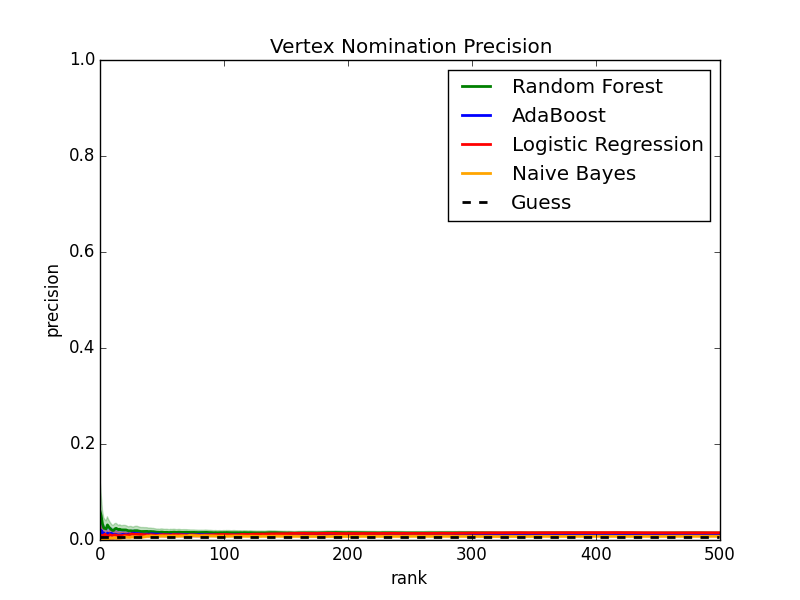 Vertex Nomination Precision
1.0
0.8
0.6
0.4
0.2
0.0
precision
Random Forest
AdaBoost
Logistic Regression
Naive Bayes
Guess
0 100 200 300 400 500
rank